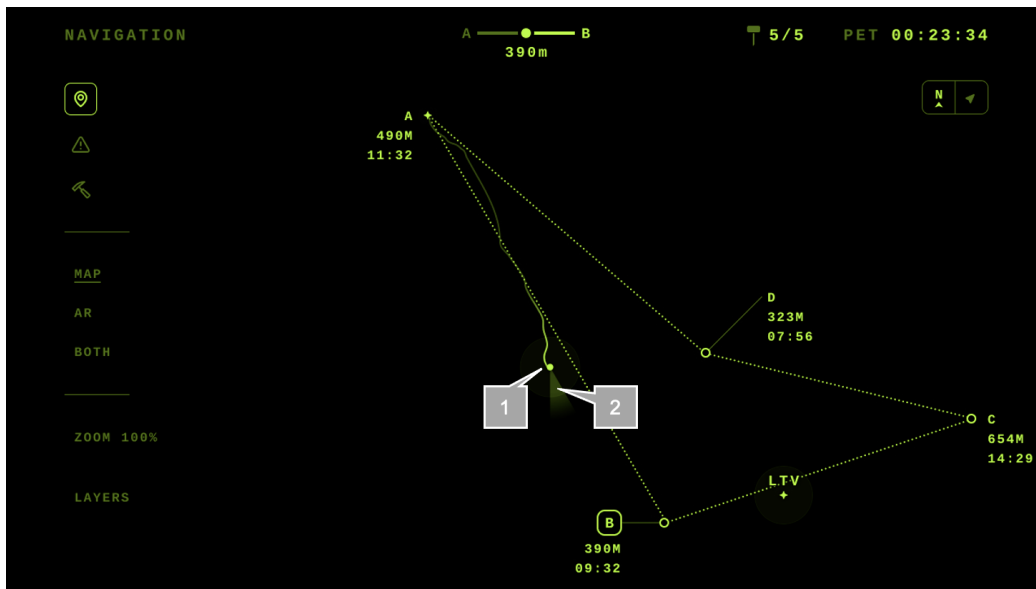 NAVIGATION
A B
390m
5/5
PET 00:23:34
N
A
490M
11:32
MAP
AR
BOTH
ZOOM 100%
LAYERS
D
323M
07:56
1
2
C
654M
14:29
LTV
B
390M
09:32